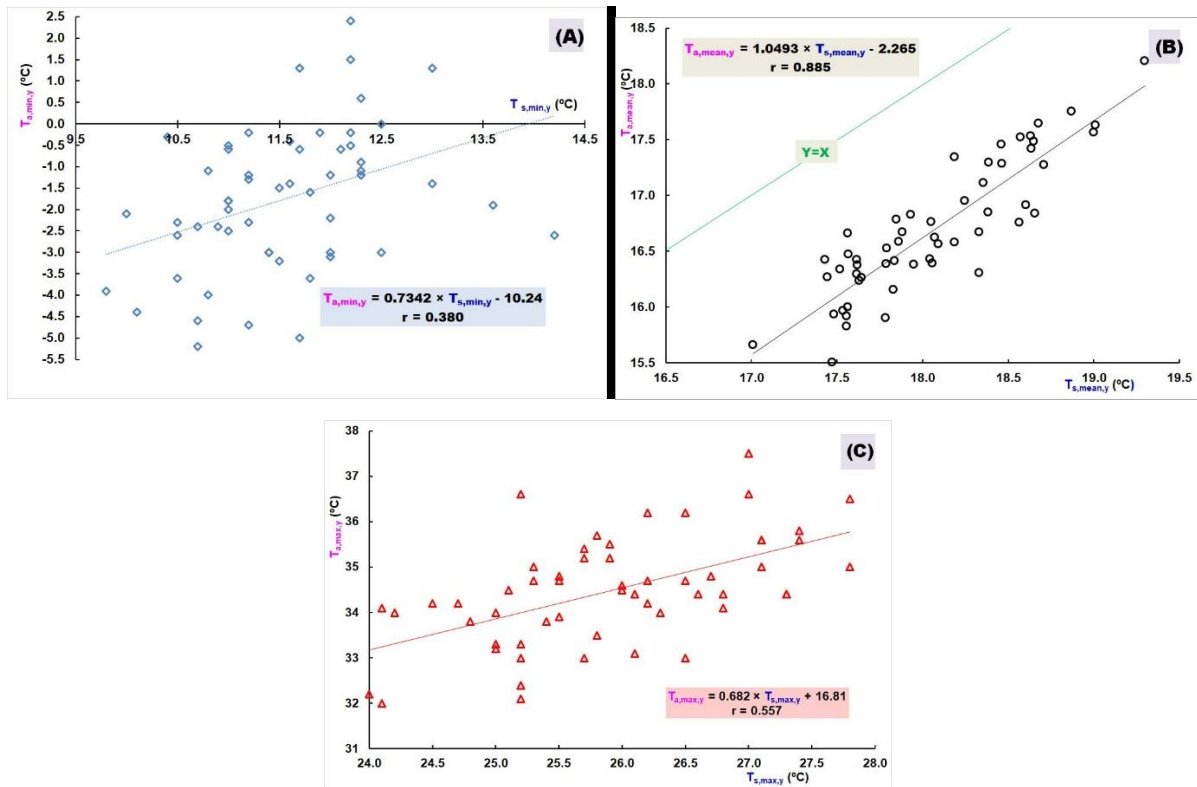 (A)
Ta,min,y (ºC)
2.5
2.0
1.5
1.0
0.5
0.0
-0.5
-1.0
-1.5
-2.0
-2.5
-3.0
-3.5
-4.0
-4.5
-5.0
-5.5
T s,min,y (ºC)
9.5 10.5 11.5 12.5 13.5 14.5
Ta,min,y = 0.7342 × Ts,min,y - 10.24
r = 0.380
(B)
Ta,mean,y (ºC)
18.5
18.0
17.5
17.0
16.5
16.0
15.5
Ta,mean,y = 1.0493 × Ts,mean,y - 2.265
r = 0.885
Y=X
16.5 17.0 17.5 18.0 18.5 19.0 19.5
Ts,mean,y (ºC)
(C)
Ta,max,y (ºC)
38
37
36
35
34
33
32
31
Ta,max,y = 0.682 × Ts,max,y + 16.81
r = 0.557
24.0 24.5 25.0 25.5 26.0 26.5 27.0 27.5 28.0
Ts,max,y (ºC)